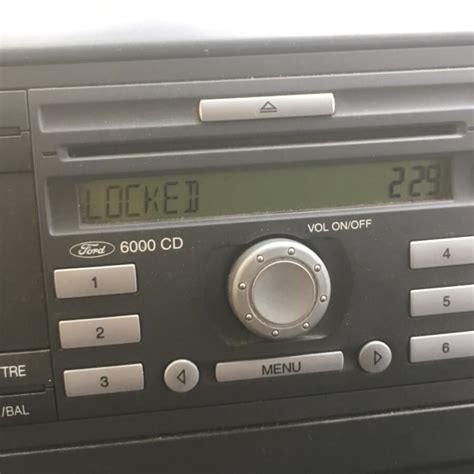 LOCKED 229
Ford 6000 CD
VOL ON/OFF
1
4
2
5
3
6
MENU
TRE
/BAL